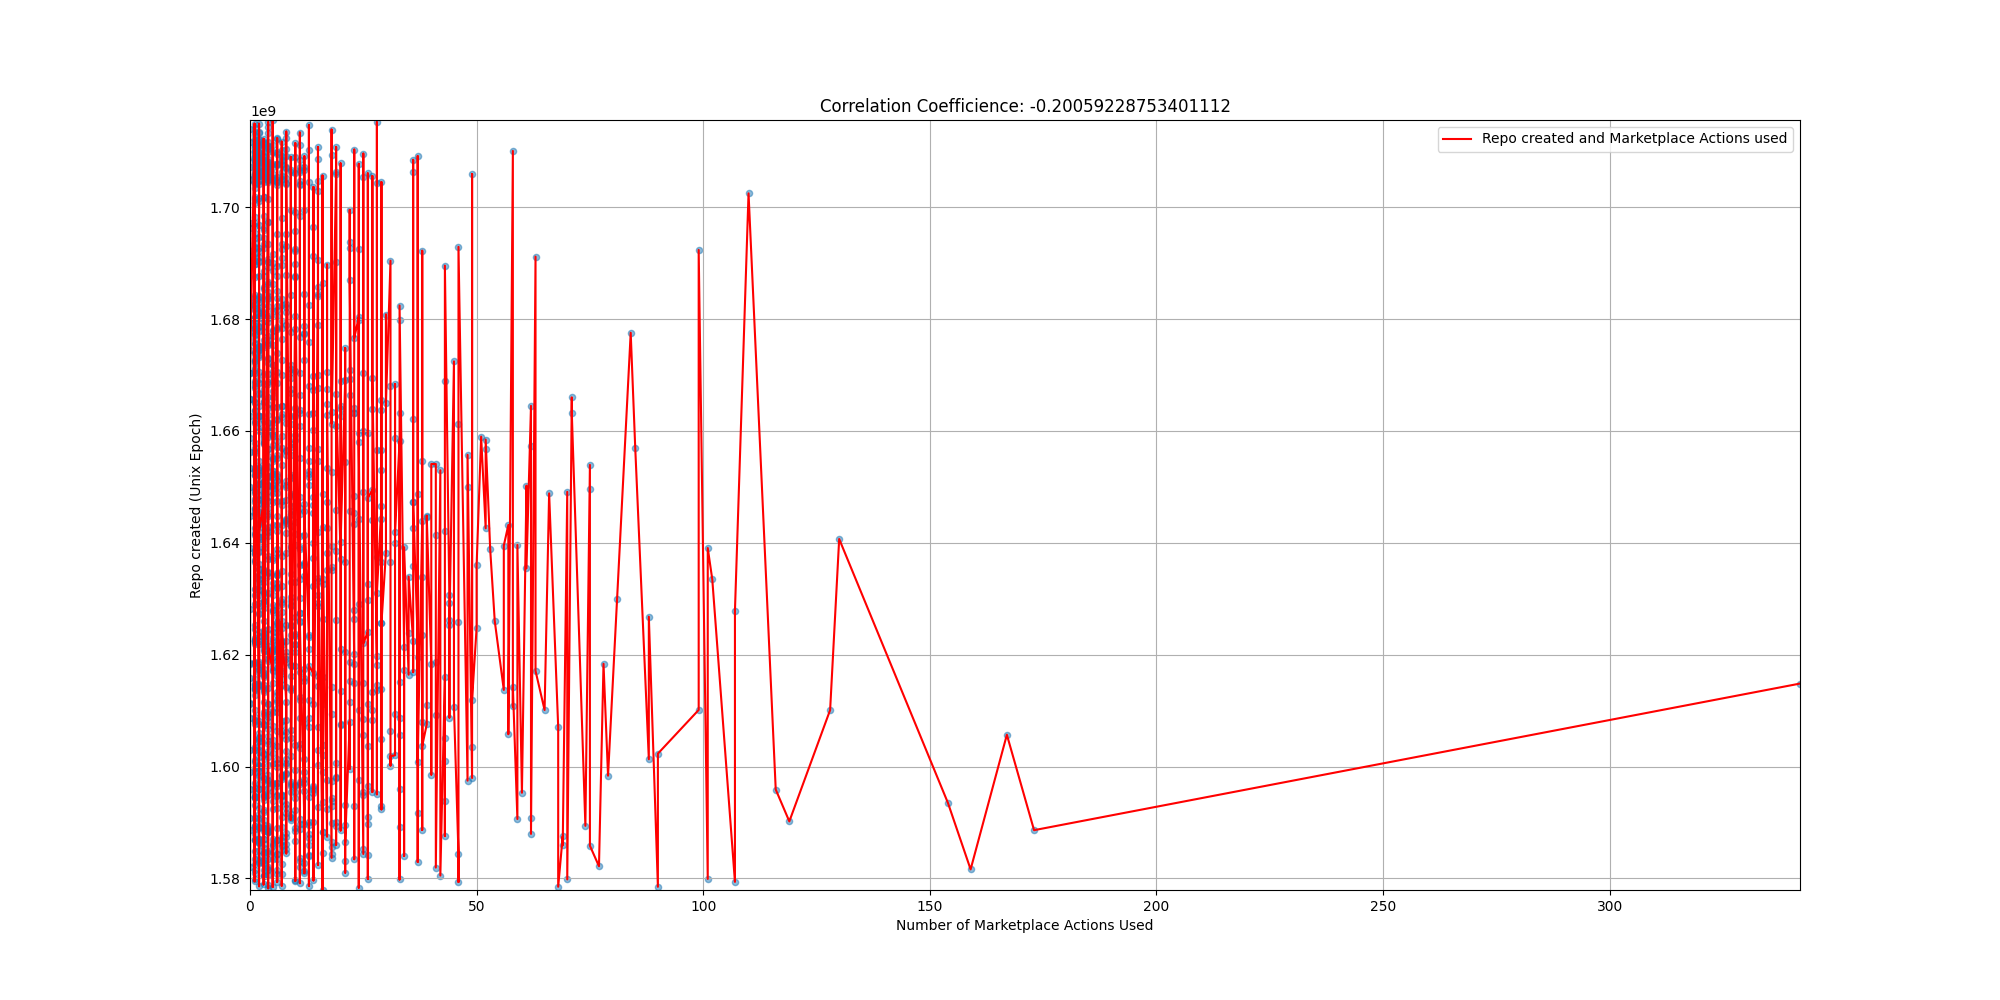 Correlation Coefficience: -0.20059228753401112
1e9
Repo created and Marketplace Actions used
1.70
1.68
1.66
1.64
1.62
1.60
1.58
Repo created (Unix Epoch)
0 50 100 150 200 250 300
Number of Marketplace Actions Used